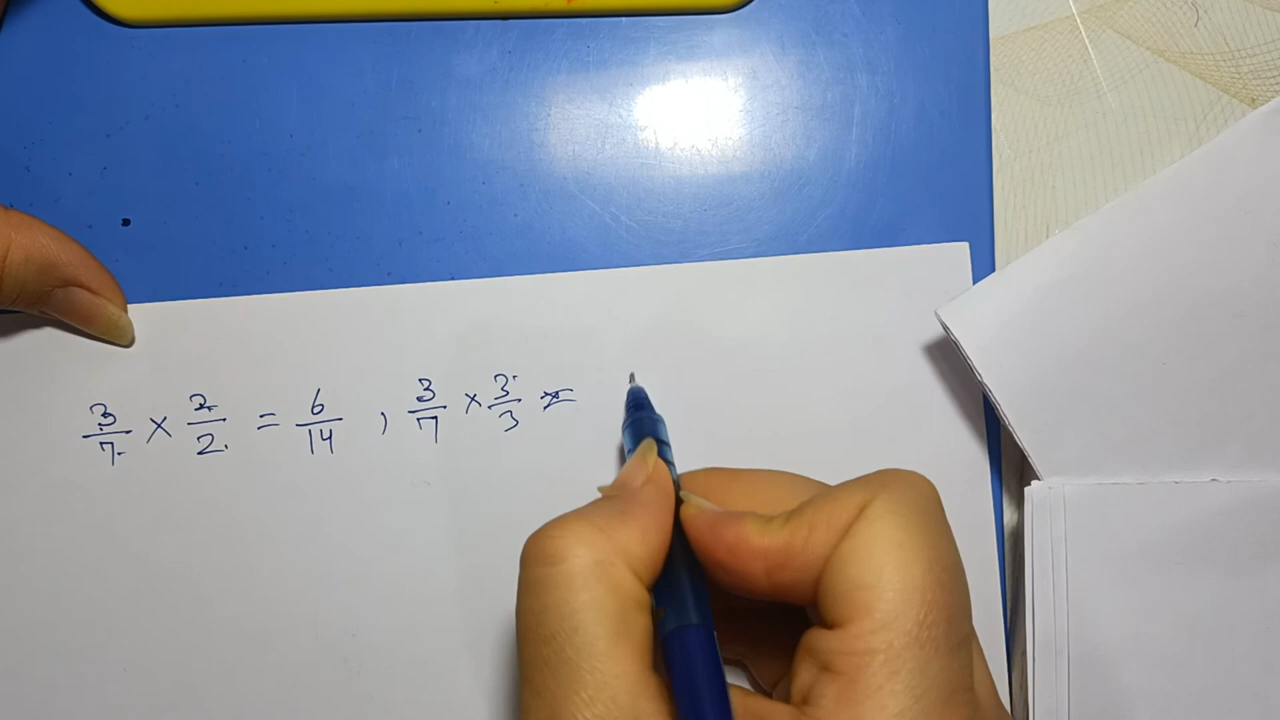 3/7 × 2/2 = 6/14 , 3/7 × 3/3 =